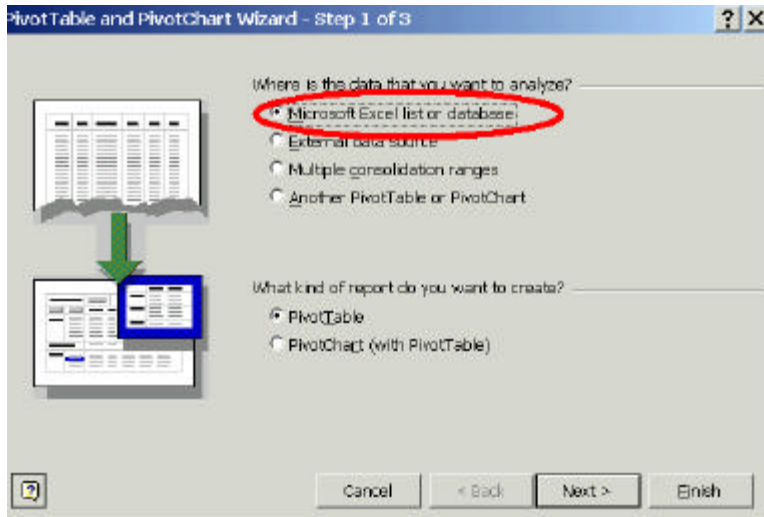 PivotTable and PivotChart Wizard - Step 1 of 3
Where is the data that you want to analyze?
Microsoft Excel list or database
External data source
Multiple consolidation ranges
Another PivotTable or PivotChart
What kind of report do you want to create?
PivotTable
PivotChart (with PivotTable)
Cancel
< Back
Next >
Finish